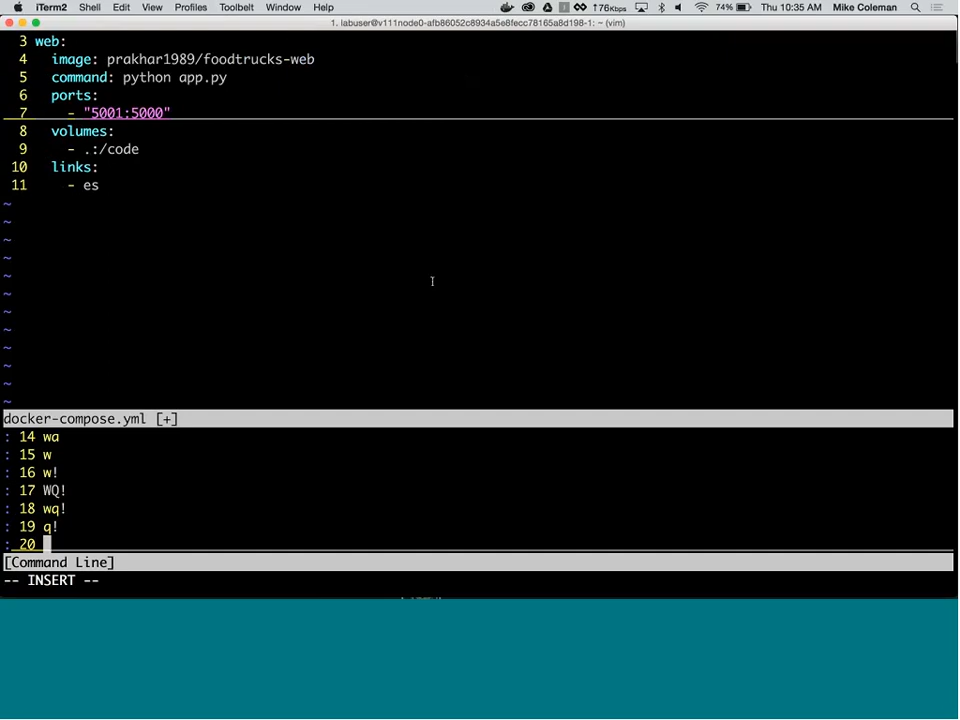 iTerm2 Shell Edit View Profiles Toolbelt Window Help 176Kbps 74% Thu 10:35 AM Mike Coleman
1. labuser@v111node0-afb86052c8934a5e8fecc78165a8d198-1: ~ (vim)
3 web:
4 image: prakhar1989/foodtrucks-web
5 command: python app.py
6 ports:
7 - "5001:5000"
8 volumes:
9 - .:/code
10 links:
11 - es
~
~
~
~
~
~
~
~
~
~
~
~
docker-compose.yml [+]
: 14 wa
: 15 w
: 16 w!
: 17 WQ!
: 18 wq!
: 19 q!
: 20
[Command Line]
-- INSERT --